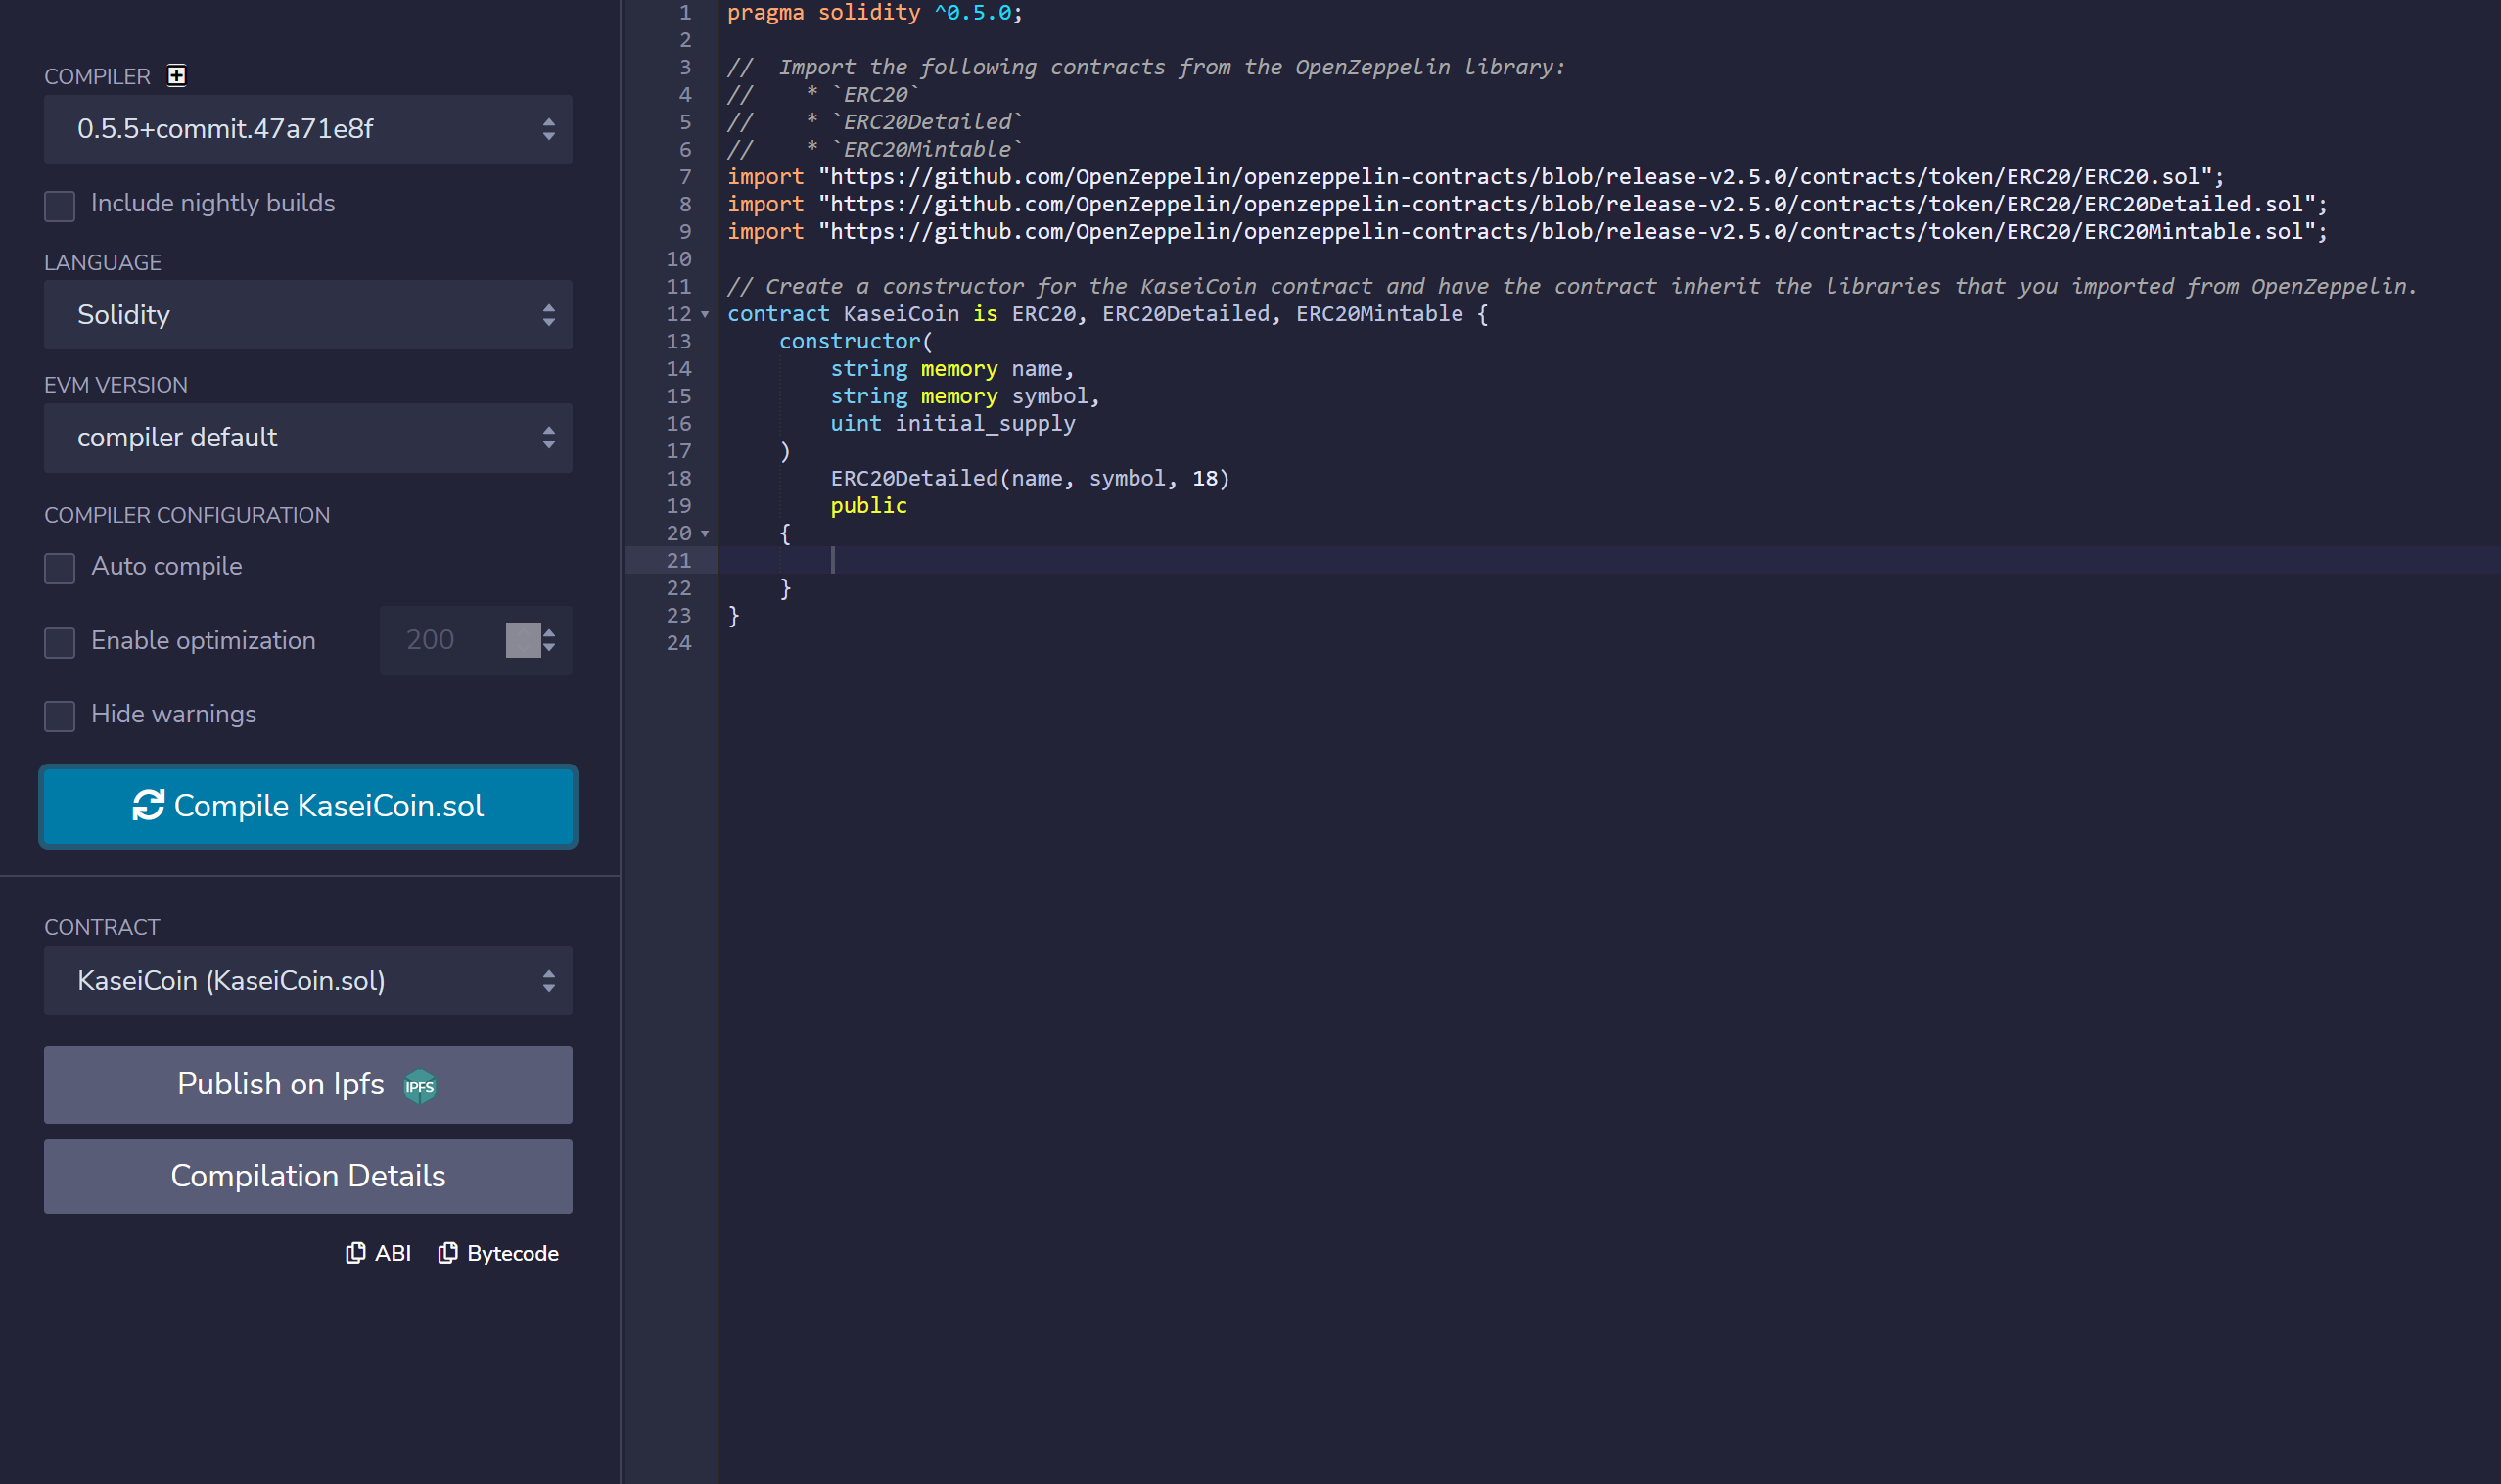 COMPILER
0.5.5+commit.47a71e8f
Include nightly builds
LANGUAGE
Solidity
EVM VERSION
compiler default
COMPILER CONFIGURATION
Auto compile
Enable optimization 200
Hide warnings
Compile KaseiCoin.sol
CONTRACT
KaseiCoin (KaseiCoin.sol)
Publish on Ipfs IPFS
Compilation Details
ABI Bytecode
1 pragma solidity ^0.5.0;
2
3 //  Import the following contracts from the OpenZeppelin library:
4 //    * `ERC20`
5 //    * `ERC20Detailed`
6 //    * `ERC20Mintable`
7 import "https://github.com/OpenZeppelin/openzeppelin-contracts/blob/release-v2.5.0/contracts/token/ERC20/ERC20.sol";
8 import "https://github.com/OpenZeppelin/openzeppelin-contracts/blob/release-v2.5.0/contracts/token/ERC20/ERC20Detailed.sol";
9 import "https://github.com/OpenZeppelin/openzeppelin-contracts/blob/release-v2.5.0/contracts/token/ERC20/ERC20Mintable.sol";
10
11 // Create a constructor for the KaseiCoin contract and have the contract inherit the libraries that you imported from OpenZeppelin.
12 contract KaseiCoin is ERC20, ERC20Detailed, ERC20Mintable {
13     constructor(
14         string memory name,
15         string memory symbol,
16         uint initial_supply
17     )
18         ERC20Detailed(name, symbol, 18)
19         public
20     {
21
22     }
23 }
24